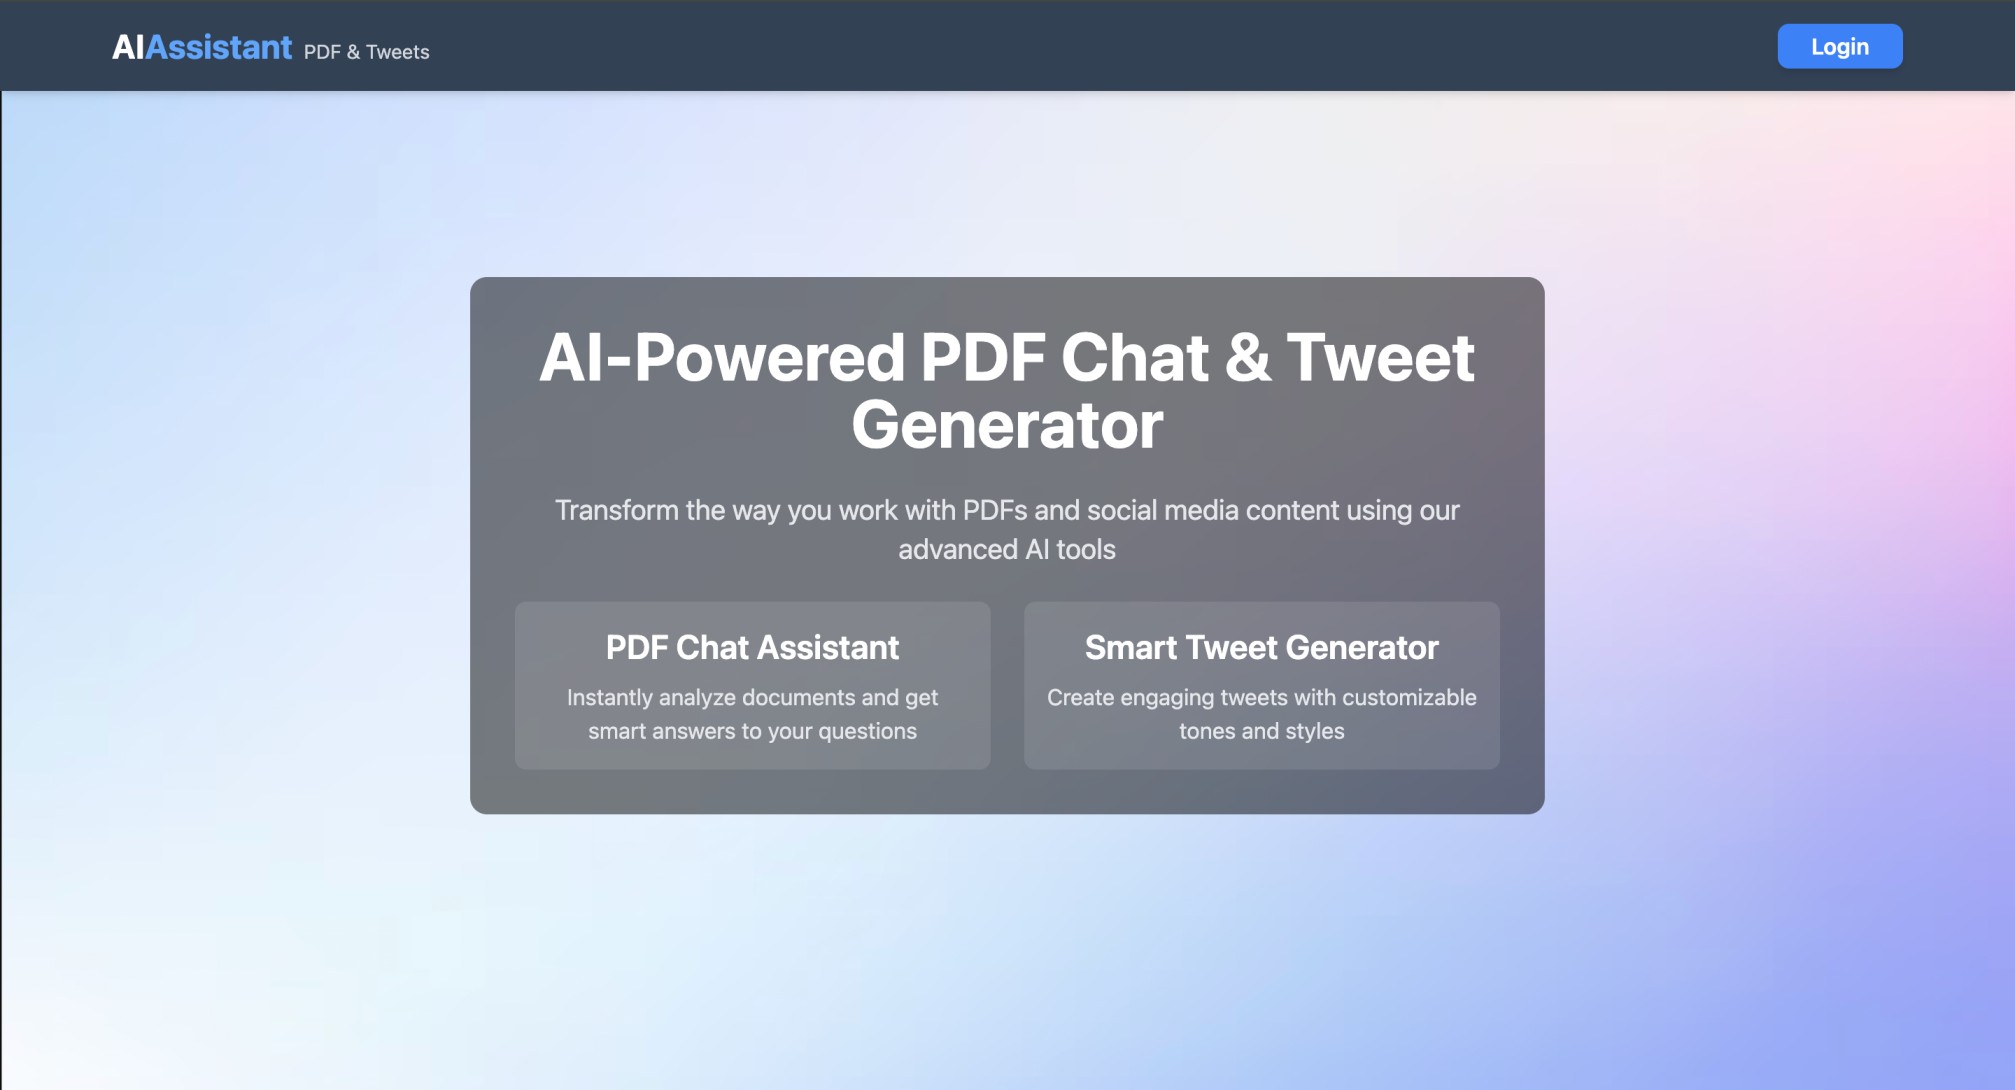 AIAssistant PDF & Tweets
Login
AI-Powered PDF Chat & Tweet
Generator
Transform the way you work with PDFs and social media content using our
advanced AI tools
PDF Chat Assistant
Instantly analyze documents and get
smart answers to your questions
Smart Tweet Generator
Create engaging tweets with customizable
tones and styles